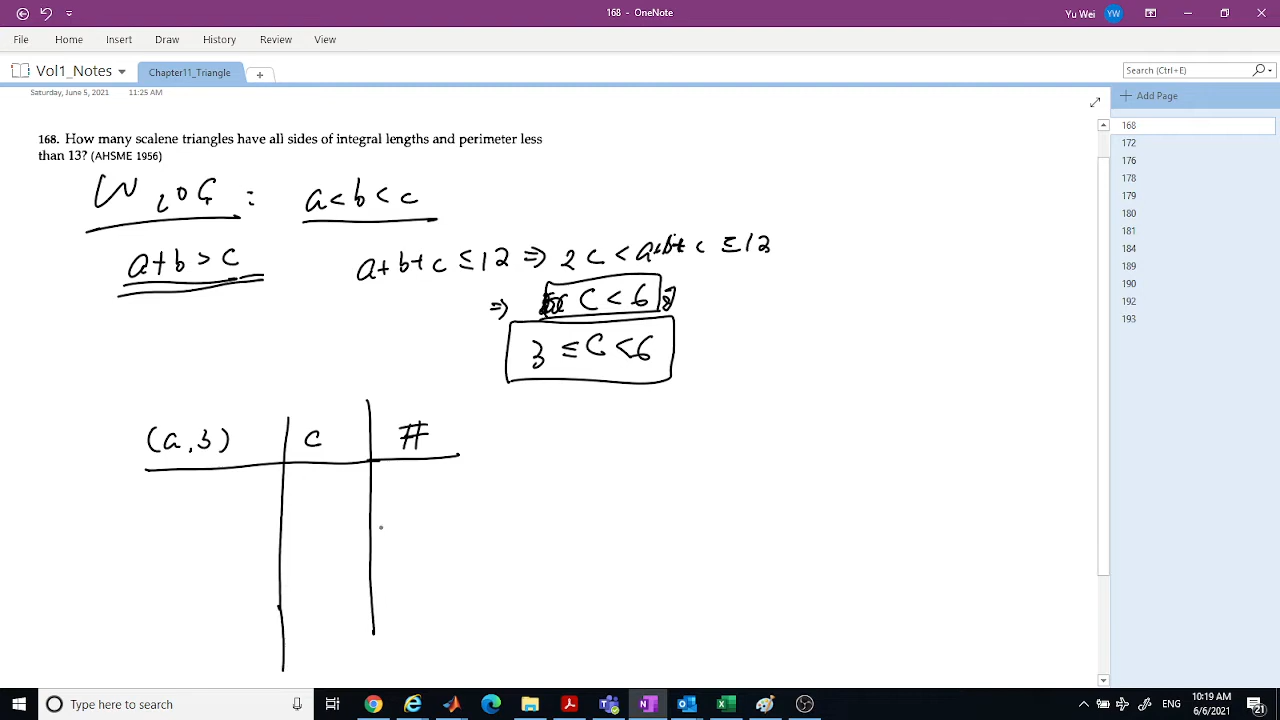 168 - OneNote
Yu Wei YW
File Home Insert Draw History Review View
Vol1_Notes Chapter11_Triangle +
Search (Ctrl+E)
Saturday, June 5, 2021 11:25 AM
Add Page
168. How many scalene triangles have all sides of integral lengths and perimeter less
than 13? (AHSME 1956)
WLOG : a<b<c
a+b>c a+b+c ≤12 ⇒ 2c < a+b+c ≤12
⇒ c<6
3 ≤ c <6
(a,b) c #
168
172
176
178
179
180
181
184
189
190
192
193
Type here to search
10:19 AM
6/6/2021
21